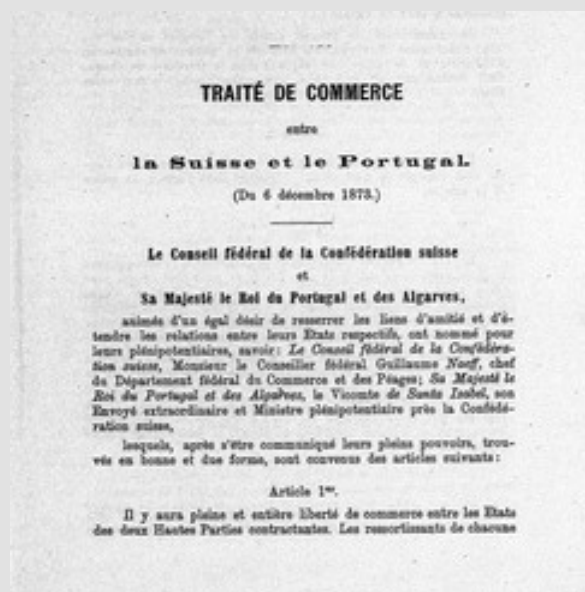 TRAITÉ DE COMMERCE
entre
la Suisse et le Portugal.
(Du 6 décembre 1873.)
Le Conseil fédéral de la Confédération suisse
et
Sa Majesté le Roi du Portugal et des Algarves,
animés d'un égal désir de resserrer les liens d'amitié et d'é-
tendre les relations entre leurs Etats respectifs, ont nommé pour
leurs plénipotentiaires, savoir: Le Conseil fédéral de la Confédéra-
tion suisse, Monsieur le Conseiller fédéral Guillaume Naeff, chef
du Département fédéral du Commerce et des Péages; Sa Majesté le
Roi du Portugal et des Algarves, le Vicomte de Santa Isabel, son
Envoyé extraordinaire et Ministre plénipotentiaire près la Confédé-
ration suisse,
lesquels, après s'être communiqué leurs pleins pouvoirs, trou-
vés en bonne et due forme, sont convenus des articles suivants:
Article 1er.
Il y aura pleine et entière liberté de commerce entre les Etats
des deux Hautes Parties contractantes. Les ressortissants de chacune